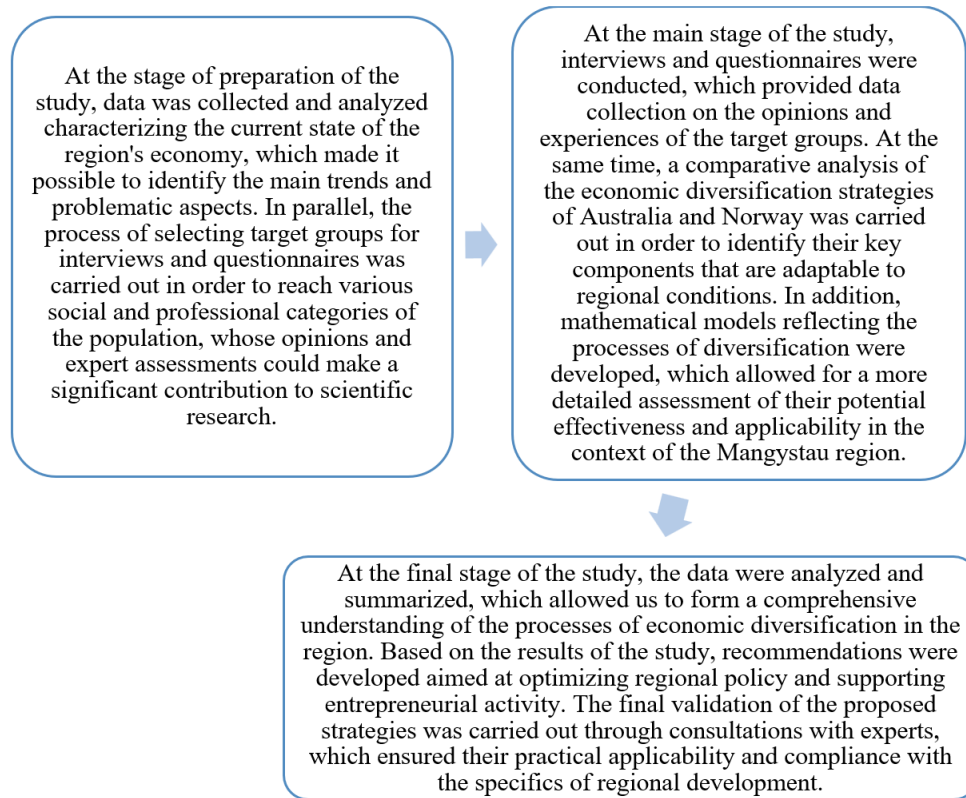 At the stage of preparation of the
study, data was collected and analyzed
characterizing the current state of the
region's economy, which made it
possible to identify the main trends and
problematic aspects. In parallel, the
process of selecting target groups for
interviews and questionnaires was
carried out in order to reach various
social and professional categories of
the population, whose opinions and
expert assessments could make a
significant contribution to scientific
research.
At the main stage of the study,
interviews and questionnaires were
conducted, which provided data
collection on the opinions and
experiences of the target groups. At the
same time, a comparative analysis of
the economic diversification strategies
of Australia and Norway was carried
out in order to identify their key
components that are adaptable to
regional conditions. In addition,
mathematical models reflecting the
processes of diversification were
developed, which allowed for a more
detailed assessment of their potential
effectiveness and applicability in the
context of the Mangystau region.
At the final stage of the study, the data were analyzed and
summarized, which allowed us to form a comprehensive
understanding of the processes of economic diversification in the
region. Based on the results of the study, recommendations were
developed aimed at optimizing regional policy and supporting
entrepreneurial activity. The final validation of the proposed
strategies was carried out through consultations with experts,
which ensured their practical applicability and compliance with
the specifics of regional development.